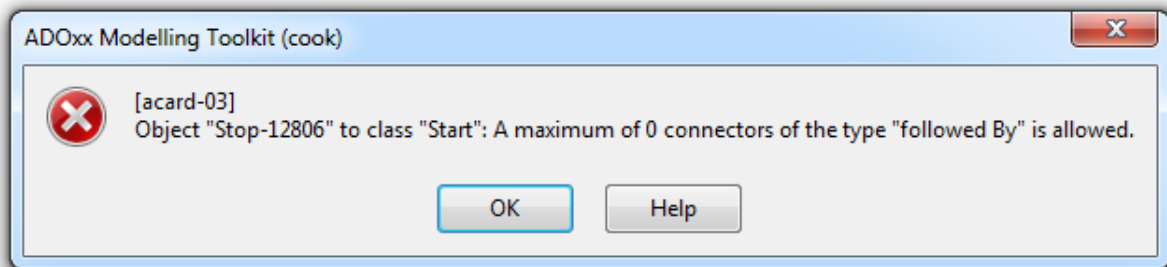 ADOxx Modelling Toolkit (cook)
[acard-03]
Object "Stop-12806" to class "Start": A maximum of 0 connectors of the type "followed By" is allowed.
OK
Help